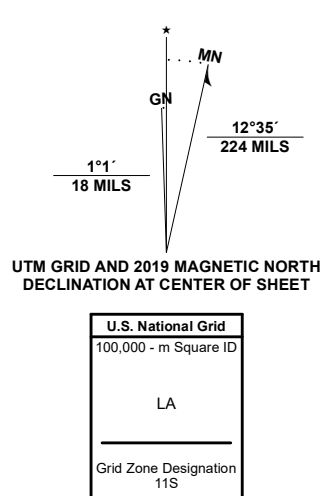 ★
MN
GN
12°35´
224 MILS
1°1´
18 MILS
UTM GRID AND 2019 MAGNETIC NORTH
DECLINATION AT CENTER OF SHEET
U.S. National Grid
100,000 - m Square ID
LA
Grid Zone Designation
11S